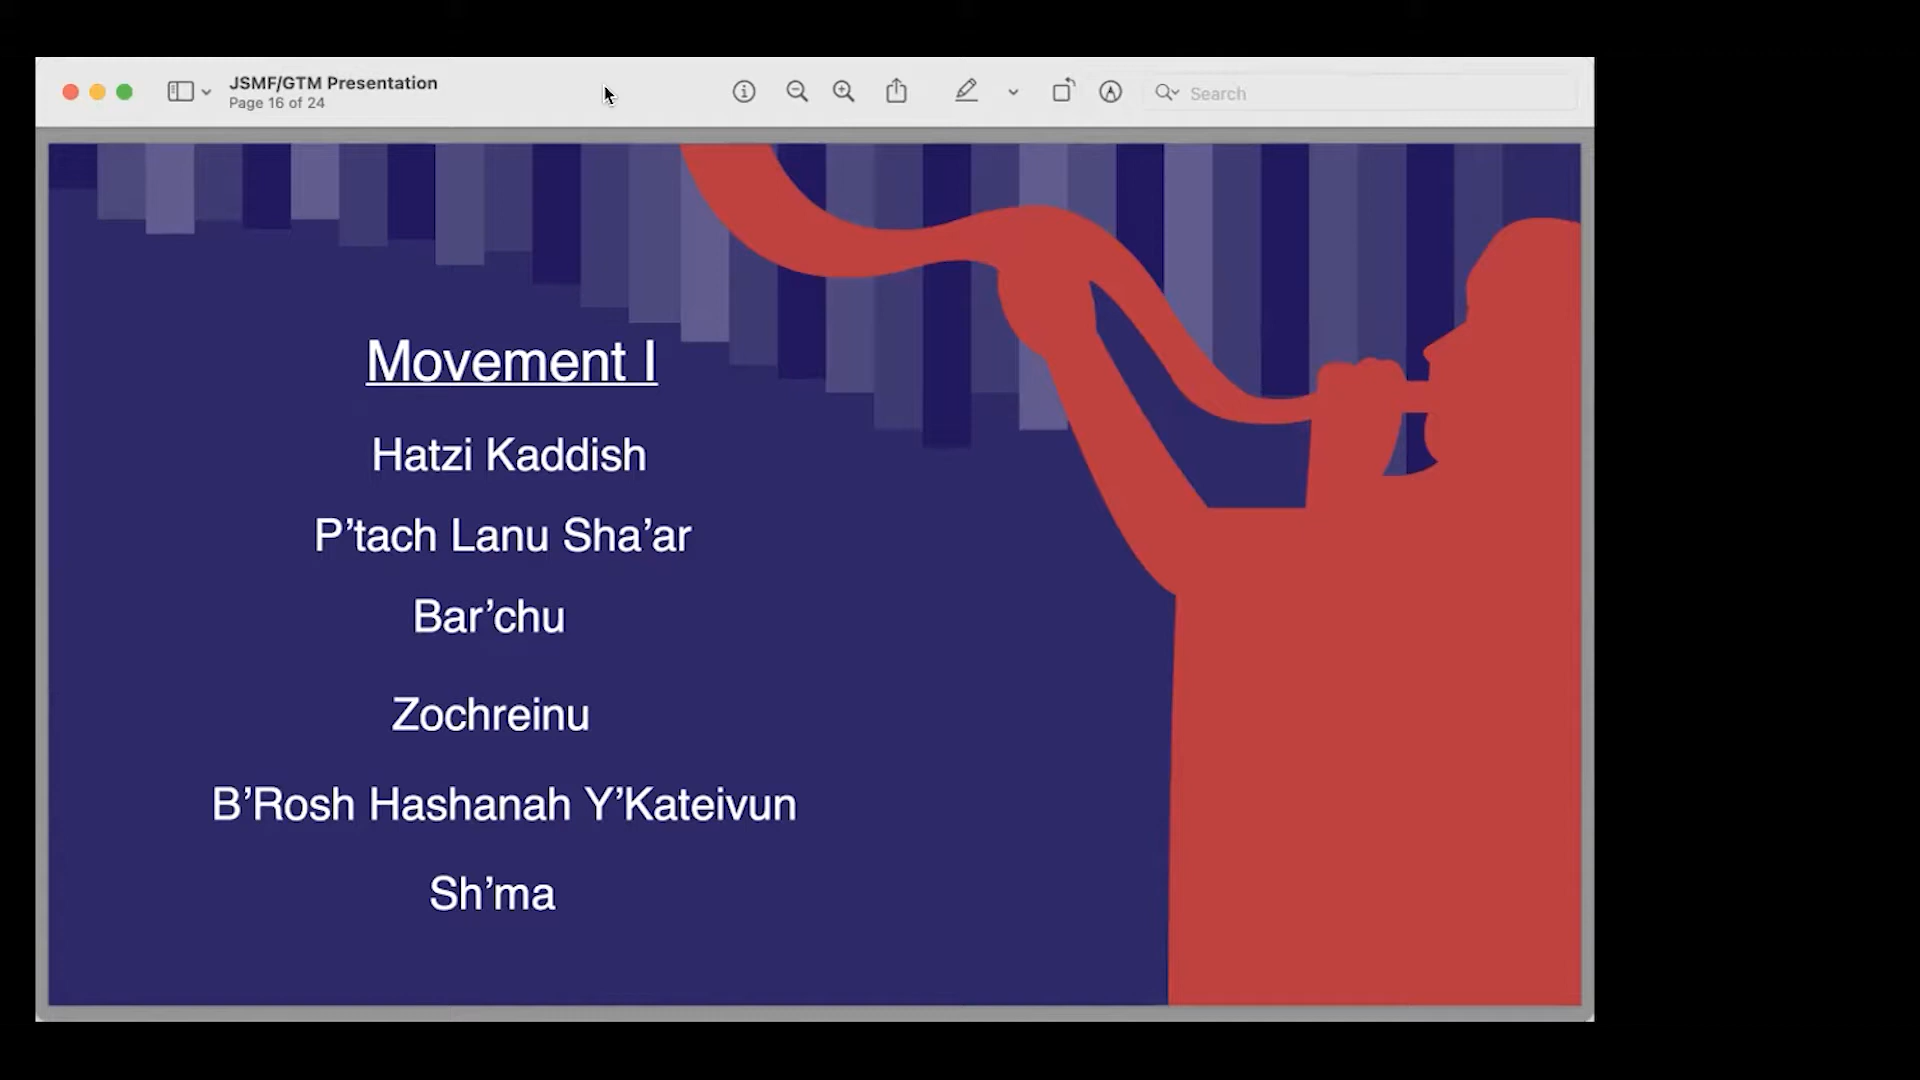 JSMF/GTM Presentation
Page 16 of 24
Search
Movement I
Hatzi Kaddish
P’tach Lanu Sha’ar
Bar’chu
Zochreinu
B’Rosh Hashanah Y’Kateivun
Sh’ma